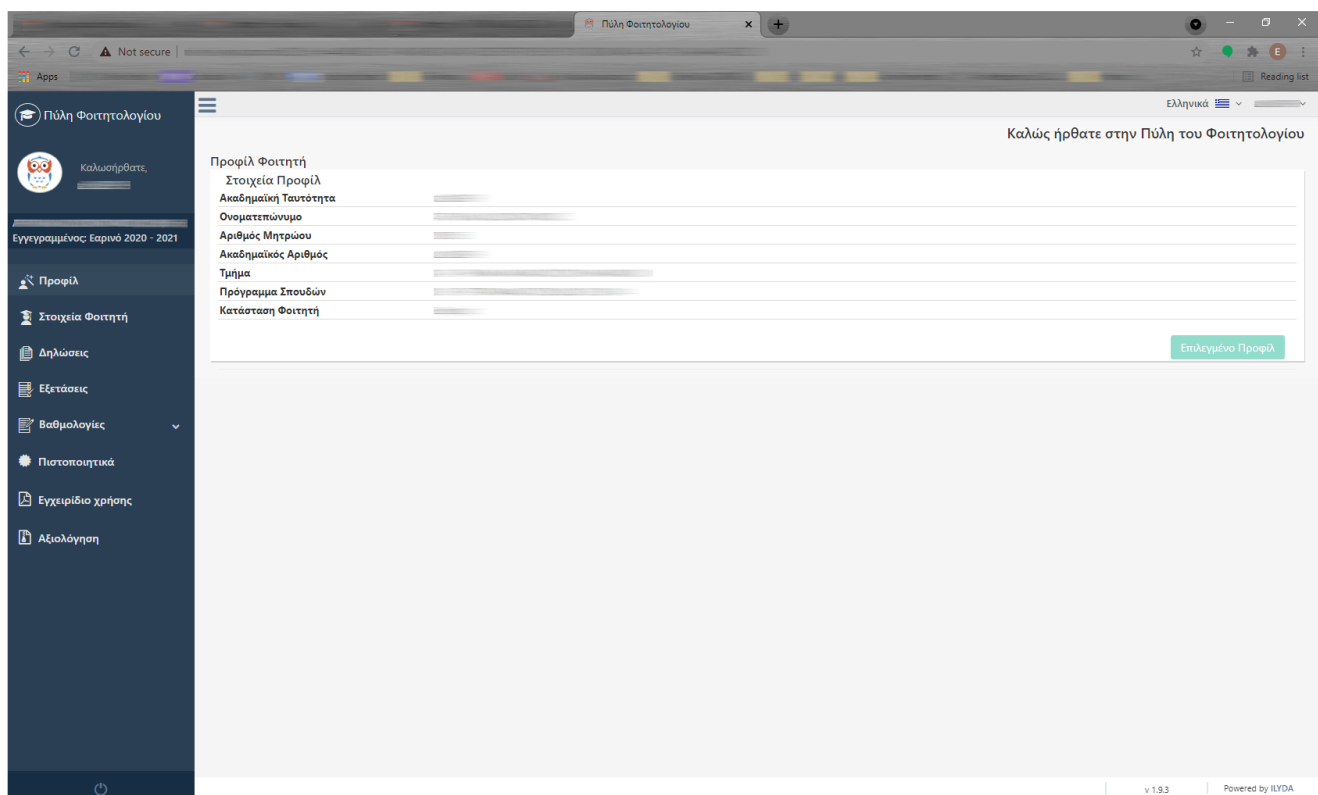 Πύλη Φοιτητολογίου
Not secure
Apps
Reading list
Πύλη Φοιτητολογίου
Ελληνικά
Καλώς ήρθατε στην Πύλη του Φοιτητολογίου
Καλωσήρθατε,
Εγγεγραμμένος: Εαρινό 2020 - 2021
Προφίλ
Στοιχεία Φοιτητή
Δηλώσεις
Εξετάσεις
Βαθμολογίες
Πιστοποιητικά
Εγχειρίδιο χρήσης
Αξιολόγηση
Προφίλ Φοιτητή
Στοιχεία Προφίλ
Ακαδημαϊκή Ταυτότητα
Ονοματεπώνυμο
Αριθμός Μητρώου
Ακαδημαϊκός Αριθμός
Τμήμα
Πρόγραμμα Σπουδών
Κατάσταση Φοιτητή
Επιλεγμένο Προφίλ
E
v 1.9.3
Powered by ILYDA